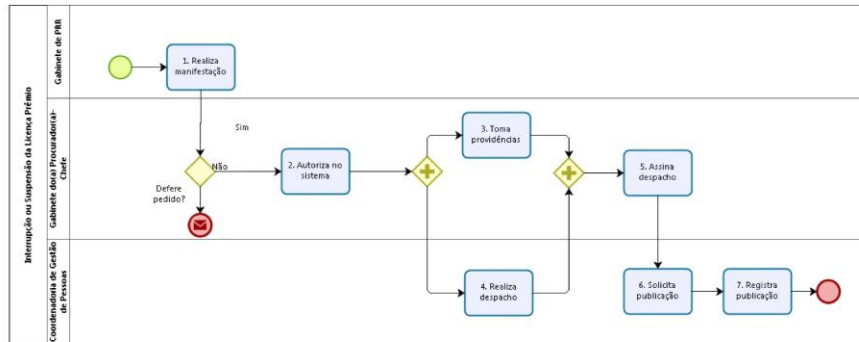 Interrupção ou Suspensão da Licença Prêmio
Gabinete de PRR
1. Realiza
manifestação
Gabinete do(a) Procurador(a)-
Chefe
Sim
Não
Defere
pedido?
2. Autoriza no
sistema
3. Toma
providências
5. Assina
despacho
Coordenadoria de Gestão
de Pessoas
4. Realiza
despacho
6. Solicita
publicação
7. Registra
publicação